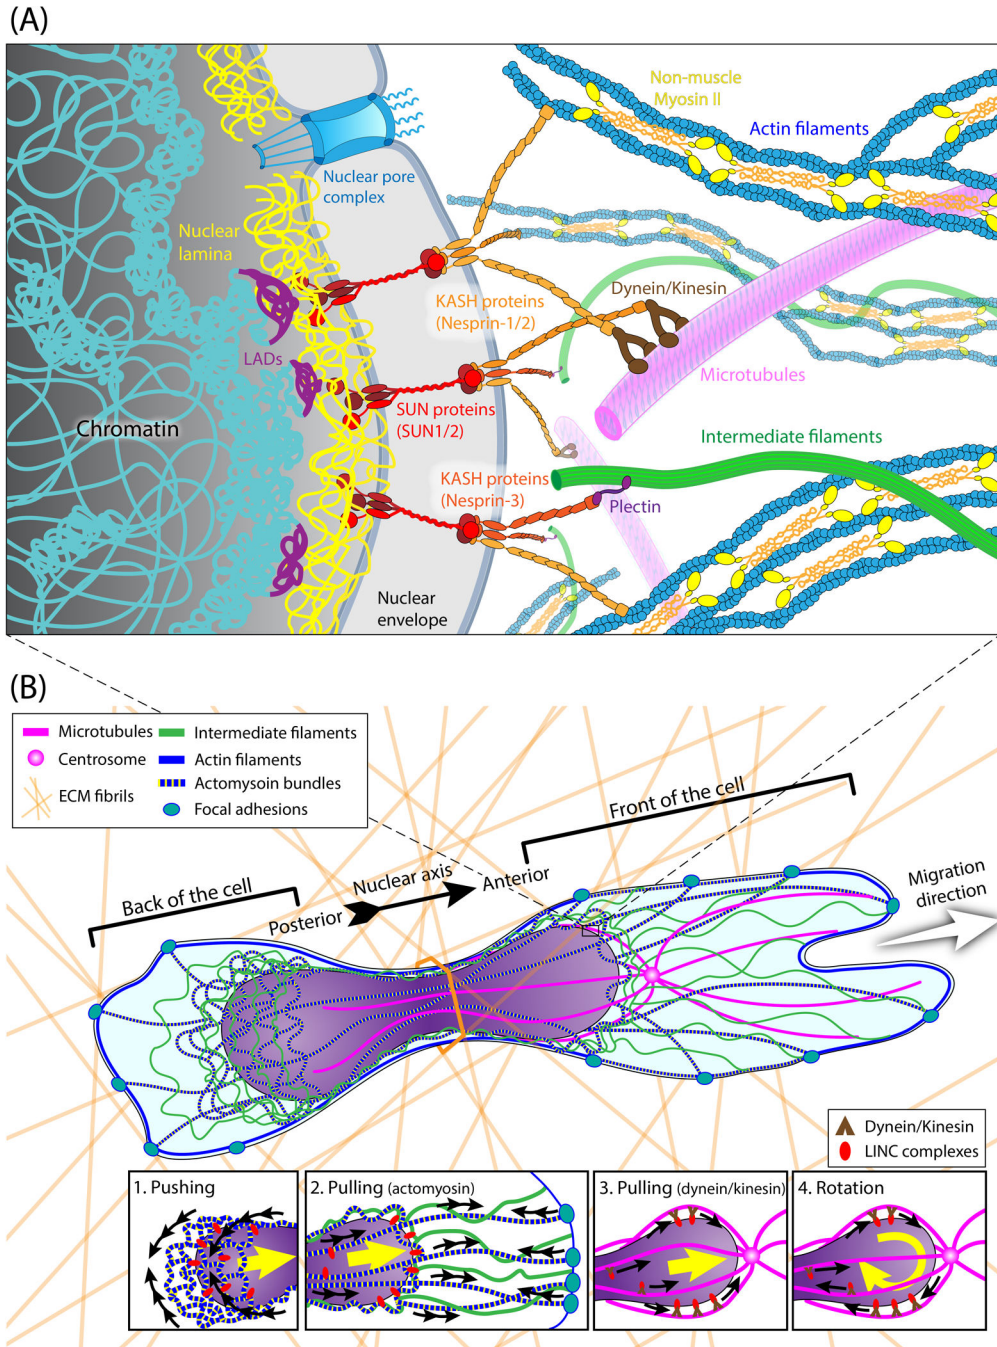 (A)
Non-muscle
Myosin II
Actin filaments
Nuclear pore
complex
Nuclear
lamina
KASH proteins
(Nesprin-1/2)
Dynein/Kinesin
LADs
Microtubules
SUN proteins
(SUN1/2)
Chromatin
Intermediate filaments
KASH proteins
(Nesprin-3)
Plectin
Nuclear
envelope
(B)
Microtubules
Intermediate filaments
Centrosome
Actin filaments
Actomysoin bundles
ECM fibrils
Focal adhesions
Front of the cell
Back of the cell
Nuclear axis
Posterior
Anterior
Migration
direction
Dynein/Kinesin
LINC complexes
1. Pushing
2. Pulling (actomyosin)
3. Pulling (dynein/kinesin)
4. Rotation